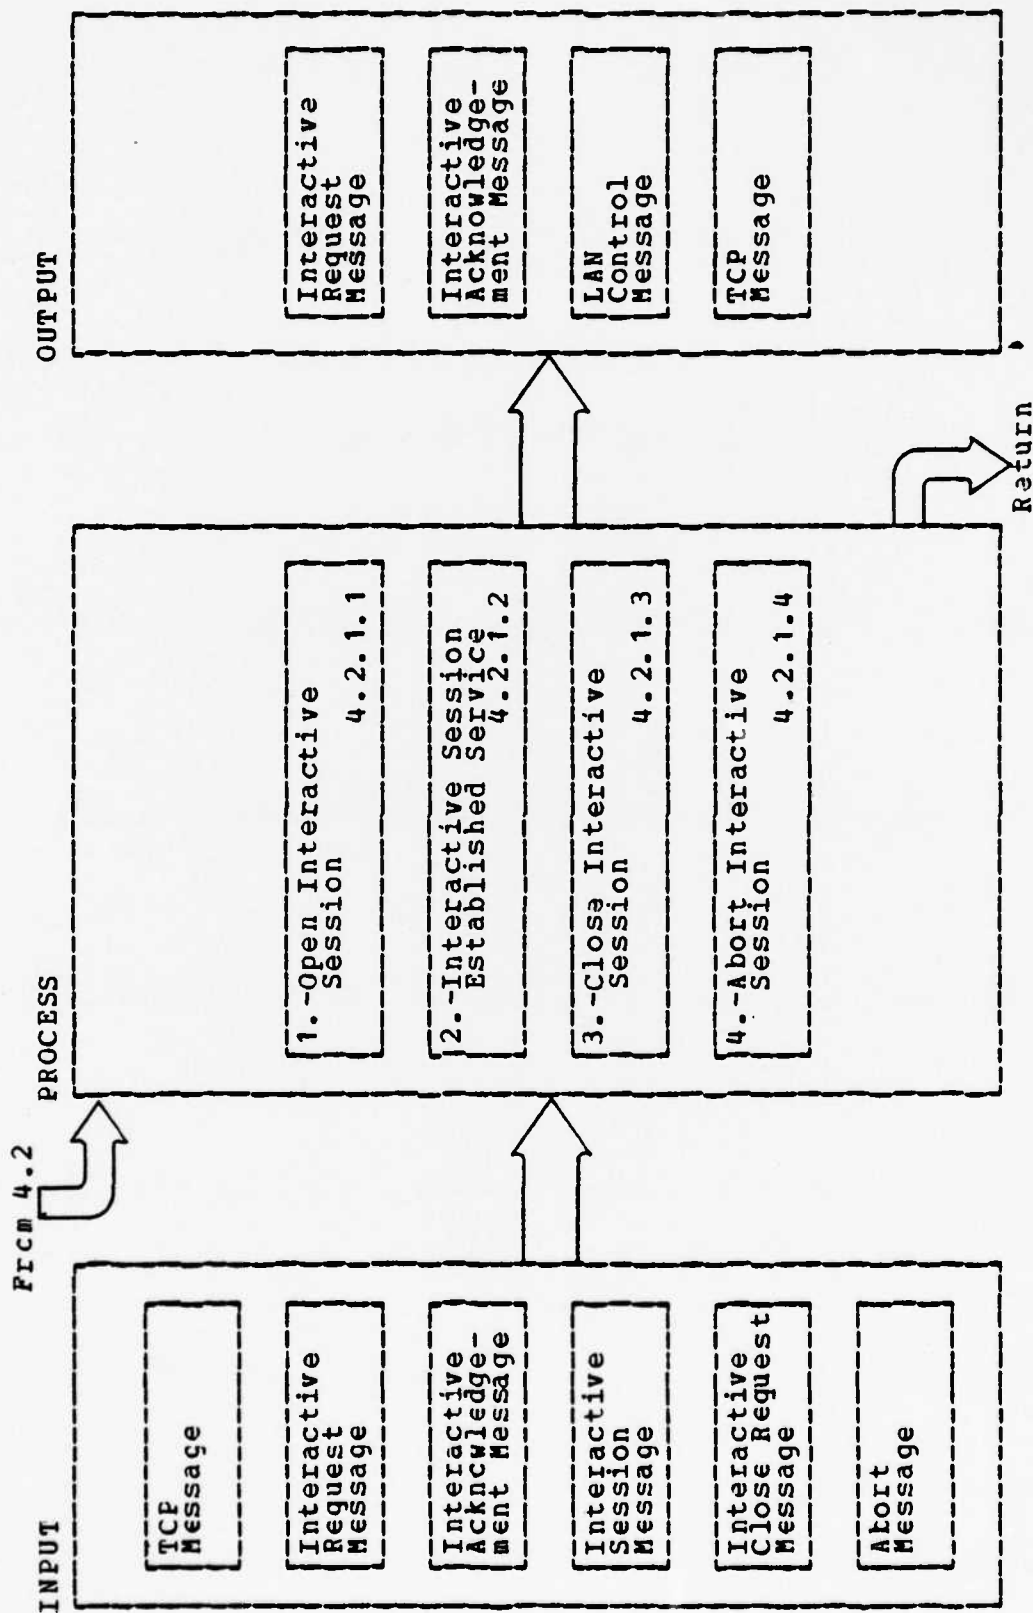 INPUT
TCP
Message
Interactive
Request
Message
Interactive
Ackncwledge-
ment Message
Interactive
Session
Message
Interactive
Close Request
Message
Abort
Message
Frcm 4.2
PROCESS
1.-Open Interactive
Session
4.2.1.1
2.-Interactive Session
Established Service
4.2.1.2
3.-Close Interactive
Session
4.2.1.3
4.-Abort Interactive
Session
4.2.1.4
Return
OUTPUT
Interactive
Request
Message
Interactive
Acknowledge-
ment Message
LAN
Control
Message
TCP
Message